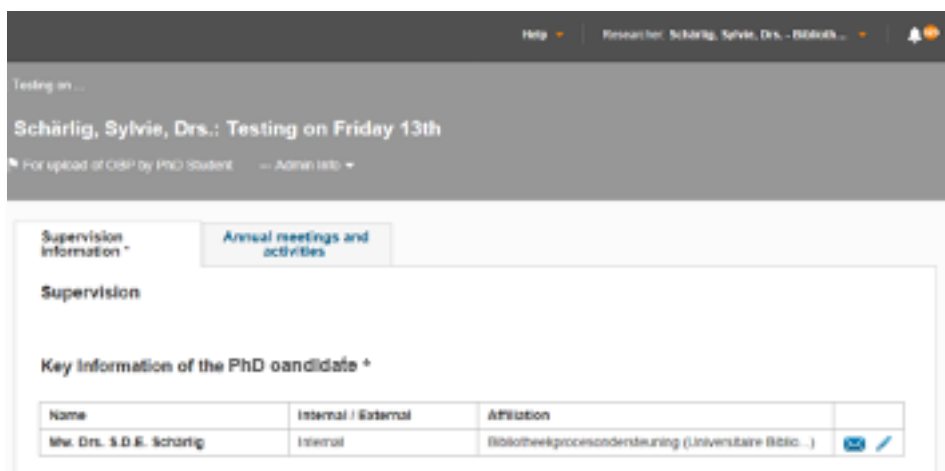 Help
Researcher: Schärlig, Sylvie, Drs. - Biblioth...
Testing on ...
Schärlig, Sylvie, Drs.: Testing on Friday 13th
For upload of OBP by PhD Student — Admin Info
Supervision information *
Annual meetings and activities
Supervision
Key Information of the PhD candidate *
Name Internal / External Affiliation
Mw. Drs. S.D.E. Schärlig Internal Bibliotheekprocesondersteuning (Universitaire Biblio...)